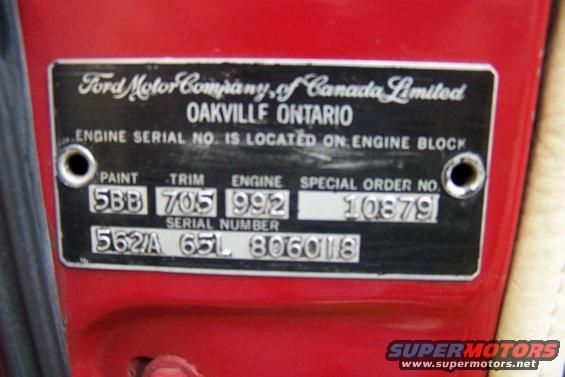 Ford Motor Company, of Canada Limited
OAKVILLE ONTARIO
ENGINE SERIAL NO. IS LOCATED ON ENGINE BLOCK
PAINT TRIM ENGINE SPECIAL ORDER NO.
5BB 705 992 10879
SERIAL NUMBER
562A 65L 806018
SUPERMOTORS
www.supermotors.net